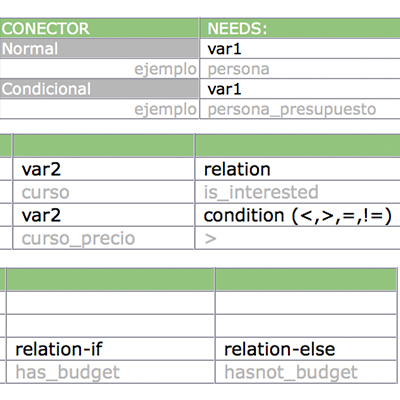 CONECTOR NEEDS:
Normal var1
ejemplo persona
Condicional var1
ejemplo persona_presupuesto
var2 relation
curso is_interested
var2 condition (<,>,=,!=)
curso_precio >
relation-if relation-else
has_budget hasnot_budget